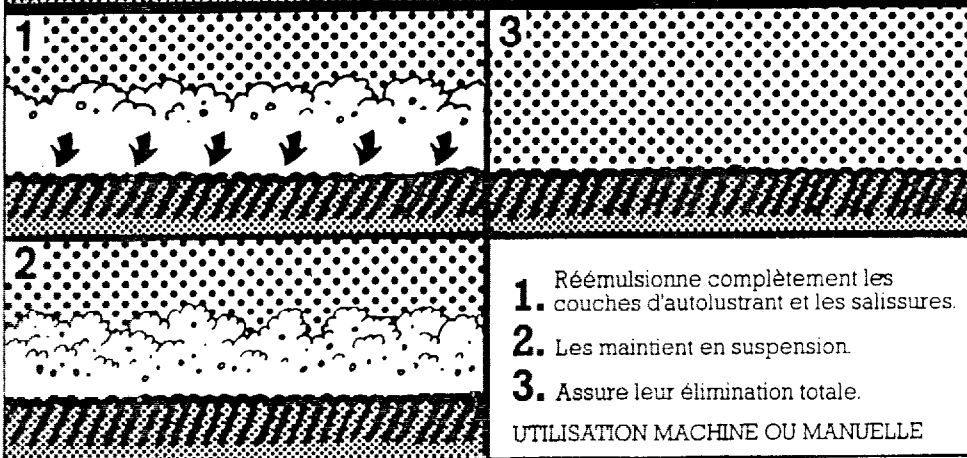 1
3
2
1. Réémulsionne complètement les
couches d'autolustrant et les salissures.
2. Les maintient en suspension.
3. Assure leur élimination totale.
UTILISATION MACHINE OU MANUELLE